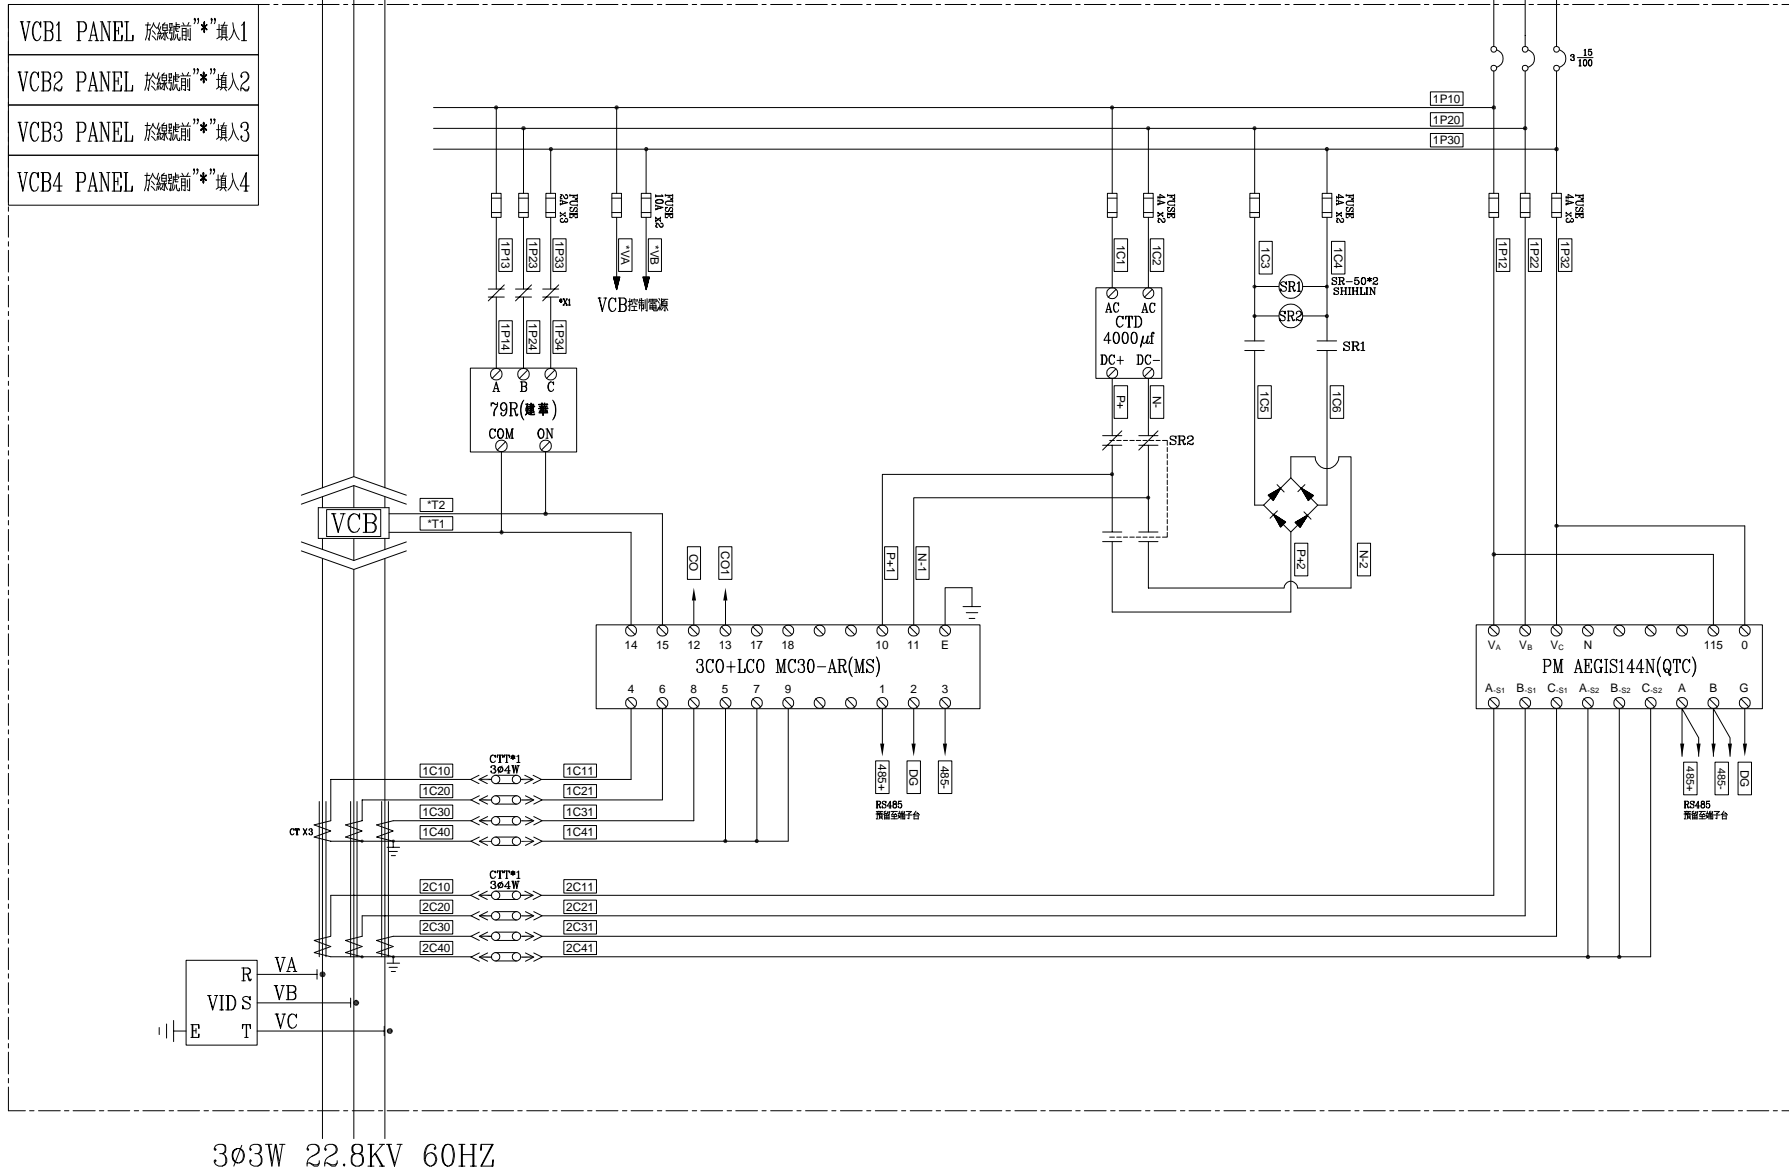 VCB1 PANEL 於線號前"*"填入1
VCB2 PANEL 於線號前"*"填入2
VCB3 PANEL 於線號前"*"填入3
VCB4 PANEL 於線號前"*"填入4
3 15/100
1P10
1P20
1P30
FUSE 2A x3
FUSE 10A x2
FUSE 4A x2
FUSE 4A x2
FUSE 4A x3
1P13
1P23
1P33
*VA
*VB
1C1
1C2
1C3
1C4
1P12
1P22
1P32
*X1
VCB控制電源
SR1
SR-50*2
SHIHLIN
SR2
AC AC
CTD
4000μf
DC+ DC-
SR1
1P14
1P24
1P34
A B C
79R(建華)
COM ON
P+
N-
1C5
1C6
SR2
*T2
*T1
VCB
CO
CO1
P+1
N-1
P+2
N-2
14 15 12 13 17 18 10 11 E
3CO+LCO MC30-AR(MS)
4 6 8 5 7 9 1 2 3
VA VB VC N 115 0
PM AEGIS144N(QTC)
A-S1 B-S1 C-S1 A-S2 B-S2 C-S2 A B G
485+
DG
485-
RS485
預留至端子台
485+
485-
DG
RS485
預留至端子台
CTT*1
3ø4W
1C10 1C11
1C20 1C21
1C30 1C31
1C40 1C41
CT X3
CTT*1
3ø4W
2C10 2C11
2C20 2C21
2C30 2C31
2C40 2C41
R VA
VID S VB
E T VC
3ø3W 22.8KV 60HZ